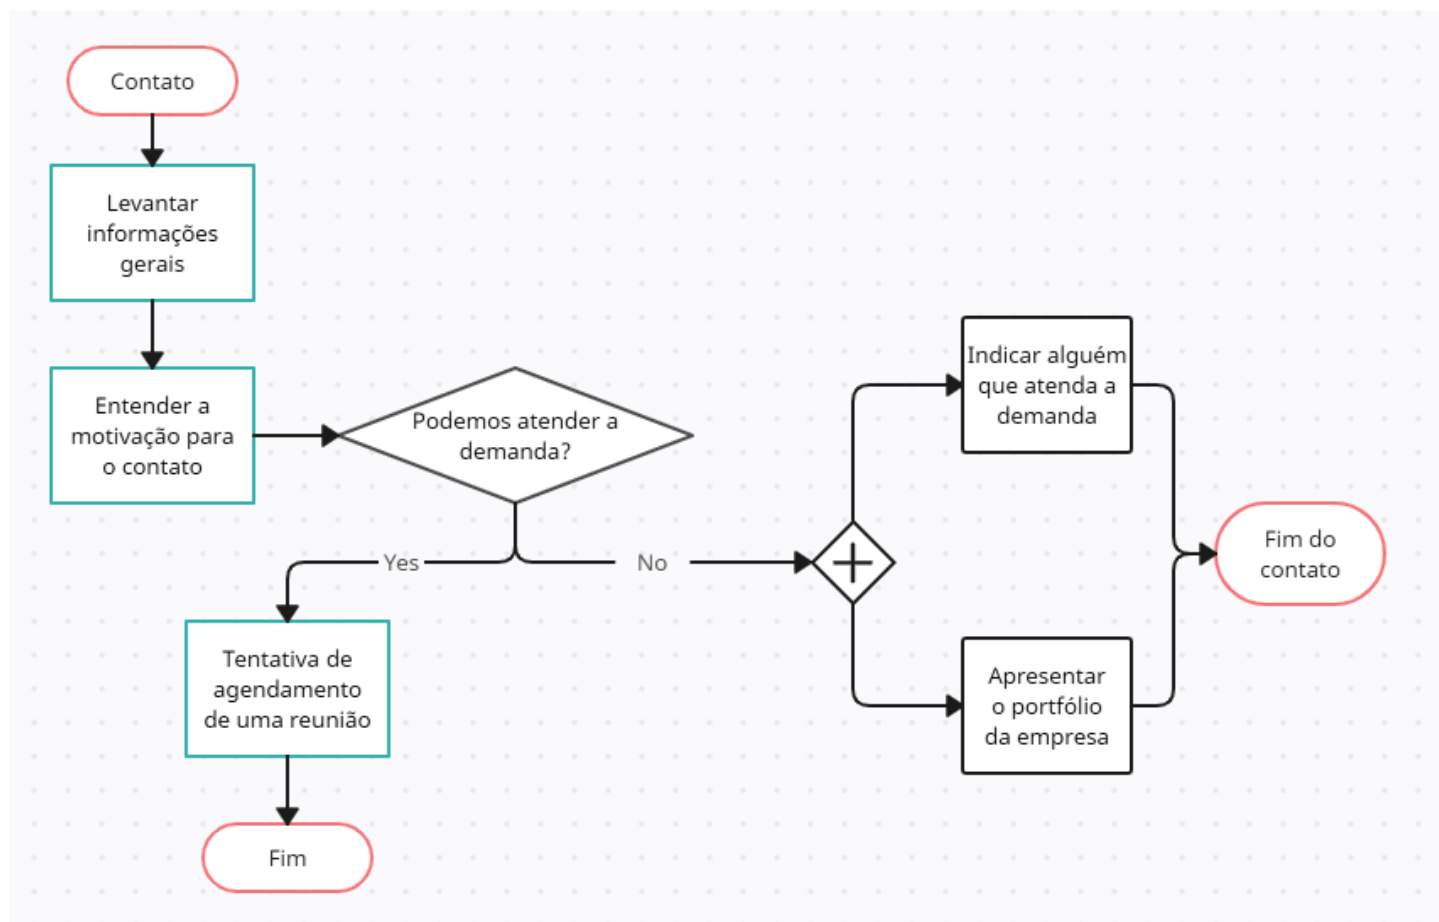 Contato
Levantar
informações
gerais
Entender a
motivação para
o contato
Podemos atender a
demanda?
Yes
No
Tentativa de
agendamento
de uma reunião
Fim
Indicar alguém
que atenda a
demanda
Apresentar
o portfólio
da empresa
Fim do
contato